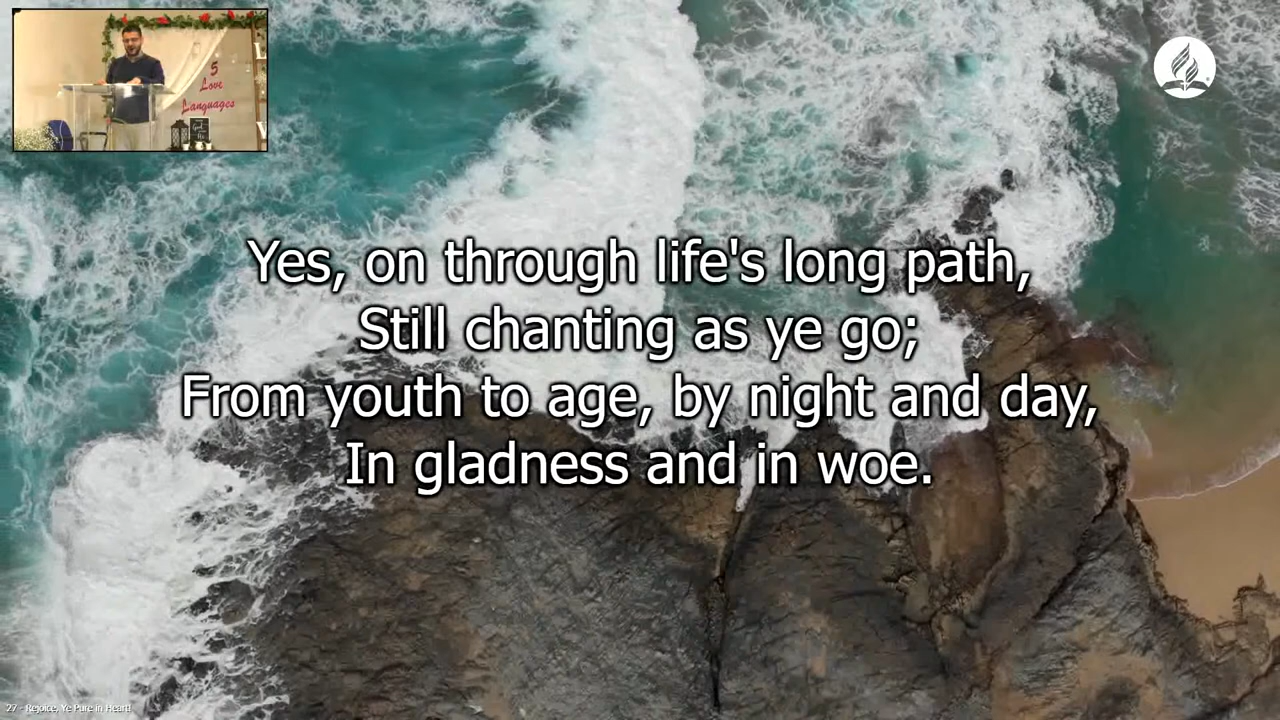 5
Love
Languages
God
Yes, on through life's long path,
Still chanting as ye go;
From youth to age, by night and day,
In gladness and in woe.
27 - Rejoice, Ye Pure in Heart!